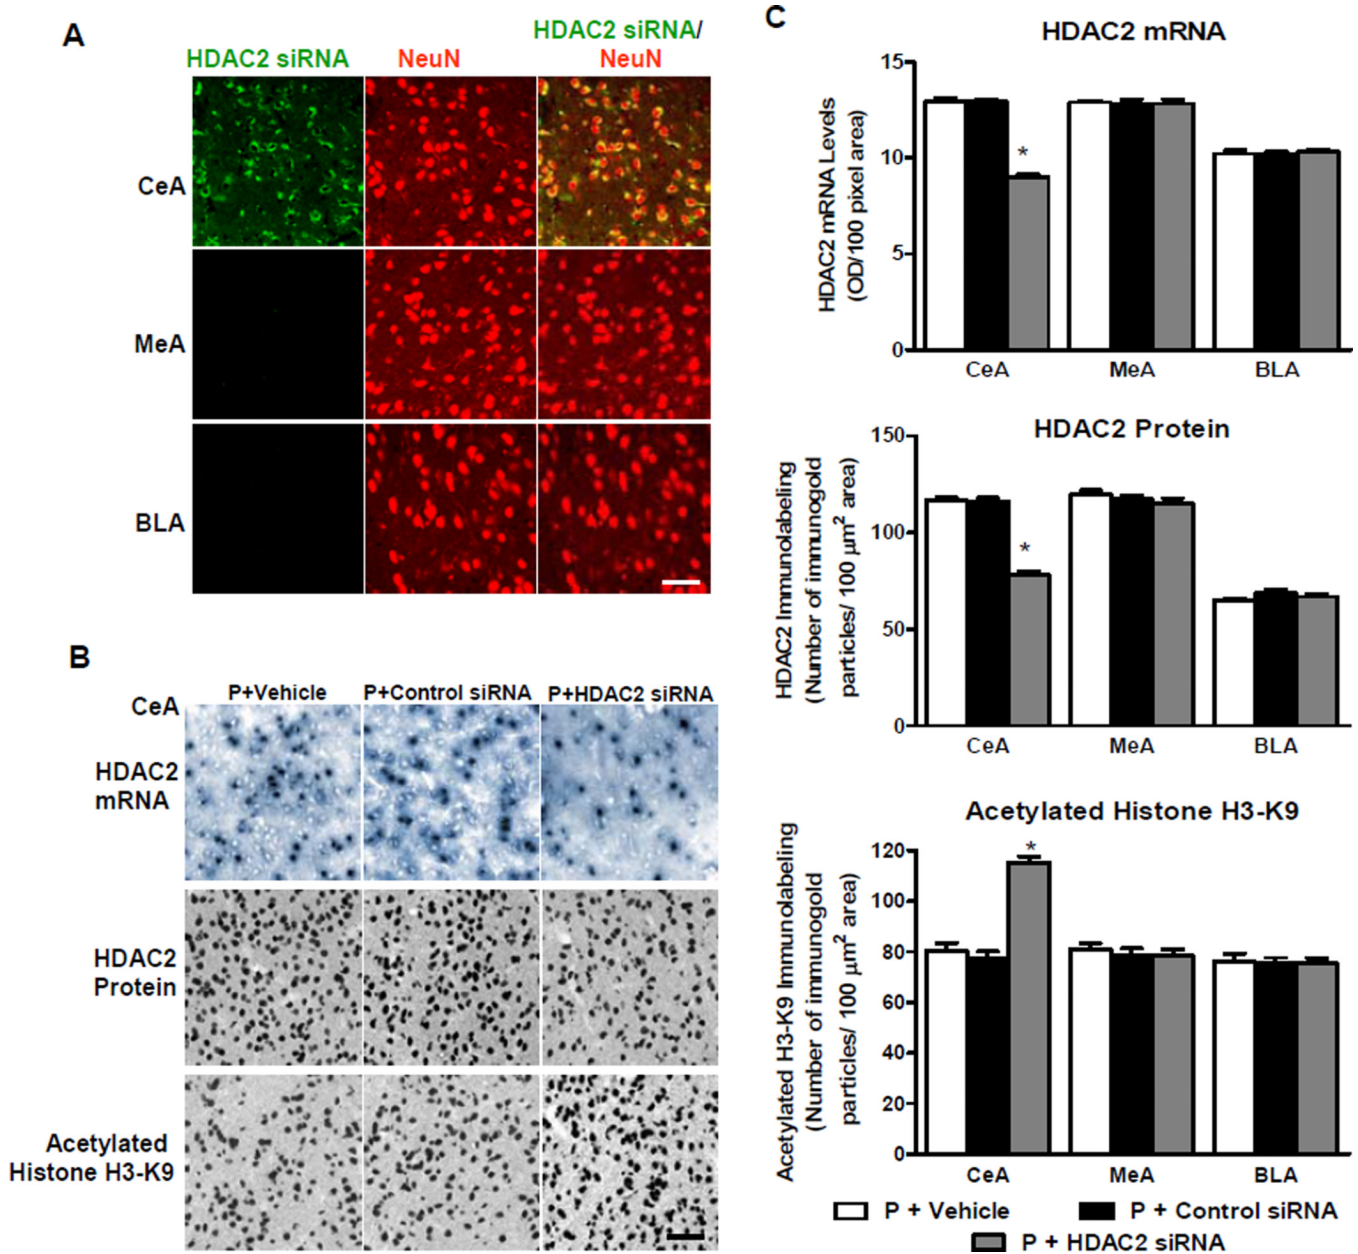 A
HDAC2 siRNA
NeuN
HDAC2 siRNA/
NeuN
CeA
MeA
BLA
B
CeA
P+Vehicle
P+Control siRNA
P+HDAC2 siRNA
HDAC2
mRNA
HDAC2
Protein
Acetylated
Histone H3-K9
C
HDAC2 mRNA
HDAC2 mRNA Levels
(OD/100 pixel area)
15
10
5
0
*
CeA
MeA
BLA
HDAC2 Protein
HDAC2 Immunolabeling
(Number of immunogold
particles/ 100 µm² area)
150
100
50
0
*
CeA
MeA
BLA
Acetylated Histone H3-K9
Acetylated H3-K9 Immunolabeling
(Number of immunogold
particles/ 100 µm² area)
120
100
80
60
40
20
0
*
CeA
MeA
BLA
P + Vehicle
P + Control siRNA
P + HDAC2 siRNA